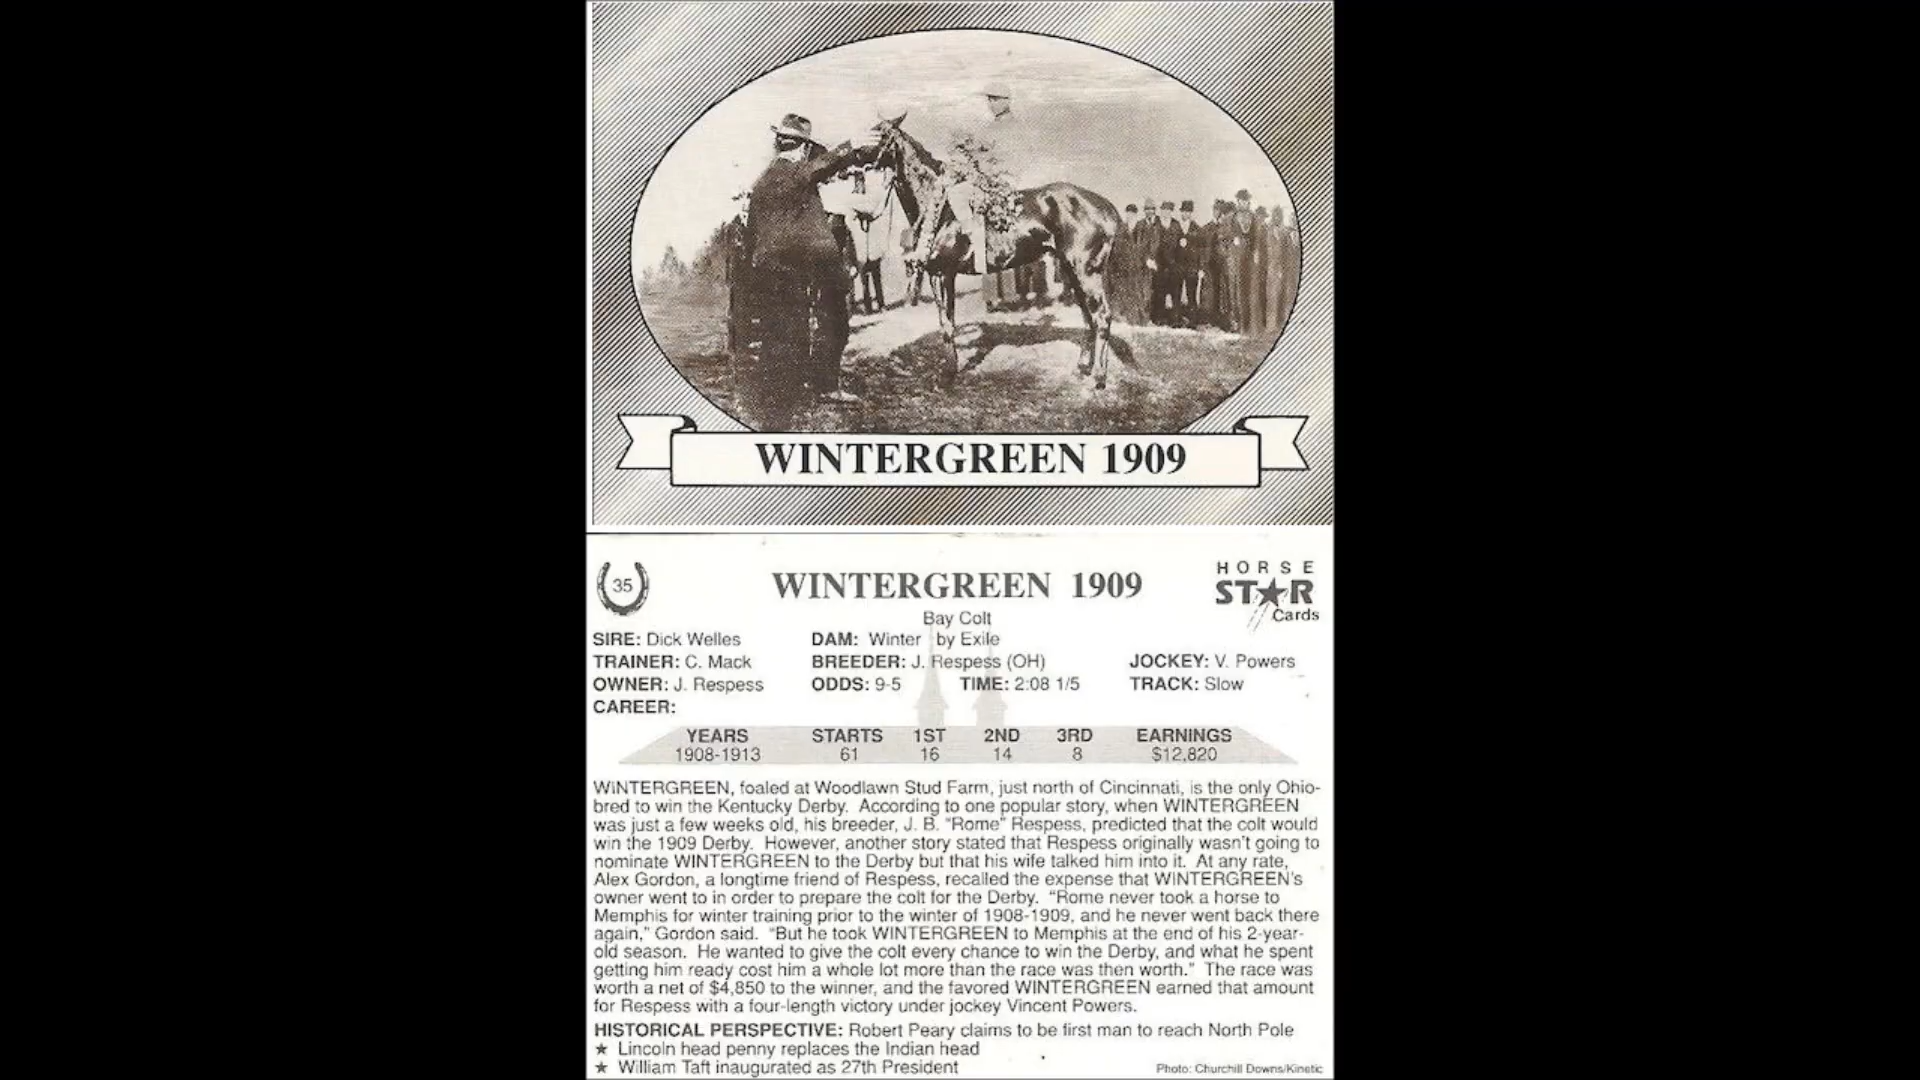 WINTERGREEN 1909
35
WINTERGREEN 1909
HORSE
STAR
Cards
Bay Colt
SIRE: Dick Welles DAM: Winter by Exile
TRAINER: C. Mack BREEDER: J. Respess (OH) JOCKEY: V. Powers
OWNER: J. Respess ODDS: 9-5 TIME: 2:08 1/5 TRACK: Slow
CAREER:
YEARS STARTS 1ST 2ND 3RD EARNINGS
1908-1913 61 16 14 8 $12,820
WINTERGREEN, foaled at Woodlawn Stud Farm, just north of Cincinnati, is the only Ohio-
bred to win the Kentucky Derby. According to one popular story, when WINTERGREEN
was just a few weeks old, his breeder, J. B. "Rome" Respess, predicted that the colt would
win the 1909 Derby. However, another story stated that Respess originally wasn't going to
nominate WINTERGREEN to the Derby but that his wife talked him into it. At any rate,
Alex Gordon, a longtime friend of Respess, recalled the expense that WINTERGREEN's
owner went to in order to prepare the colt for the Derby. "Rome never took a horse to
Memphis for winter training prior to the winter of 1908-1909, and he never went back there
again," Gordon said. "But he took WINTERGREEN to Memphis at the end of his 2-year-
old season. He wanted to give the colt every chance to win the Derby, and what he spent
getting him ready cost him a whole lot more than the race was then worth." The race was
worth a net of $4,850 to the winner, and the favored WINTERGREEN earned that amount
for Respess with a four-length victory under jockey Vincent Powers.
HISTORICAL PERSPECTIVE: Robert Peary claims to be first man to reach North Pole
★ Lincoln head penny replaces the Indian head
★ William Taft inaugurated as 27th President
Photo: Churchill Downs/Kinetic